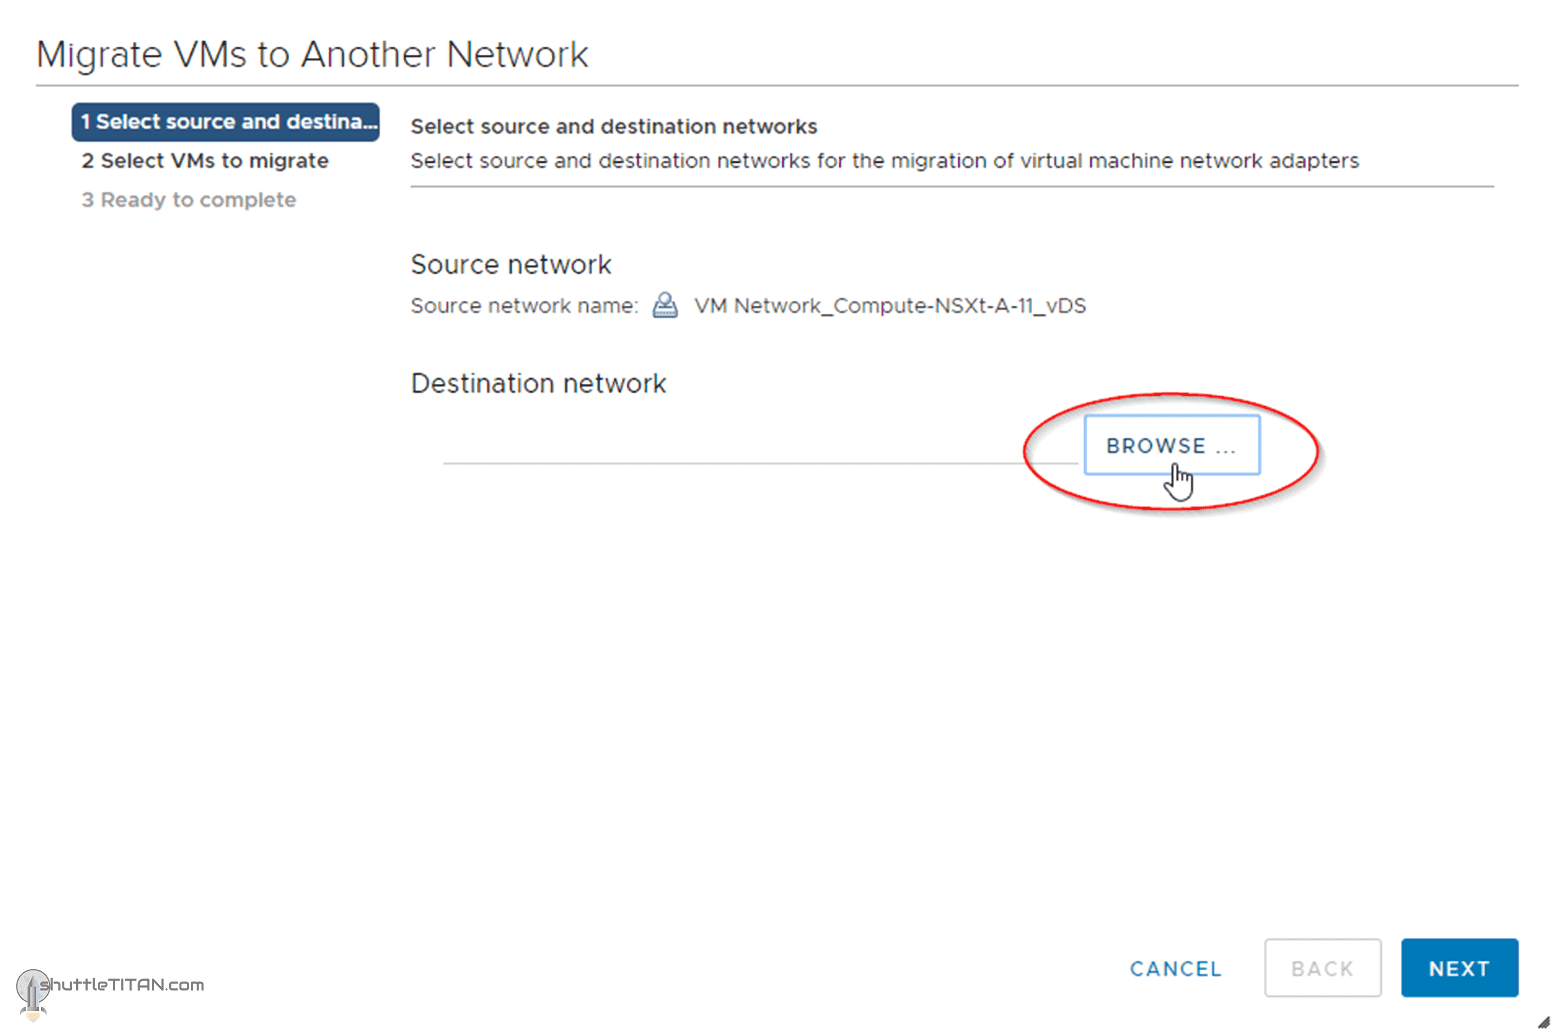 Migrate VMs to Another Network
1 Select source and destina...
2 Select VMs to migrate
3 Ready to complete
Select source and destination networks
Select source and destination networks for the migration of virtual machine network adapters
Source network
Source network name: VM Network_Compute-NSXt-A-11_vDS
Destination network
BROWSE ...
CANCEL
BACK
NEXT
shuttleTITAN.com